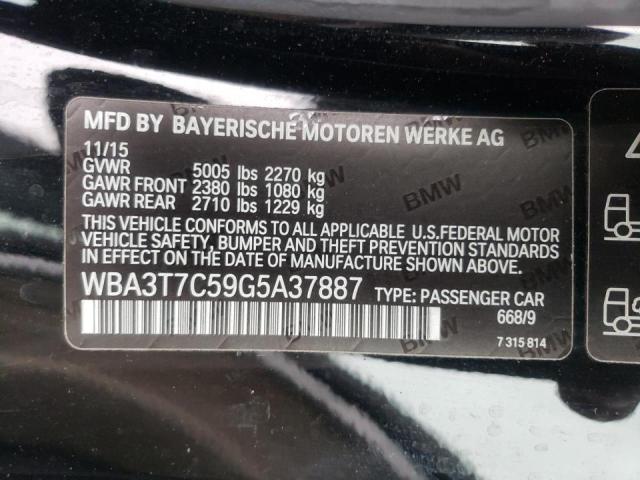 MFD BY BAYERISCHE MOTOREN WERKE AG
11/15
GVWR 5005 lbs 2270 kg
GAWR FRONT 2380 lbs 1080 kg
GAWR REAR 2710 lbs 1229 kg
THIS VEHICLE CONFORMS TO ALL APPLICABLE U.S.FEDERAL MOTOR
VEHICLE SAFETY, BUMPER AND THEFT PREVENTION STANDARDS
IN EFFECT ON THE DATE OF MANUFACTURE SHOWN ABOVE.
WBA3T7C59G5A37887 TYPE: PASSENGER CAR
668/9
7 315 814